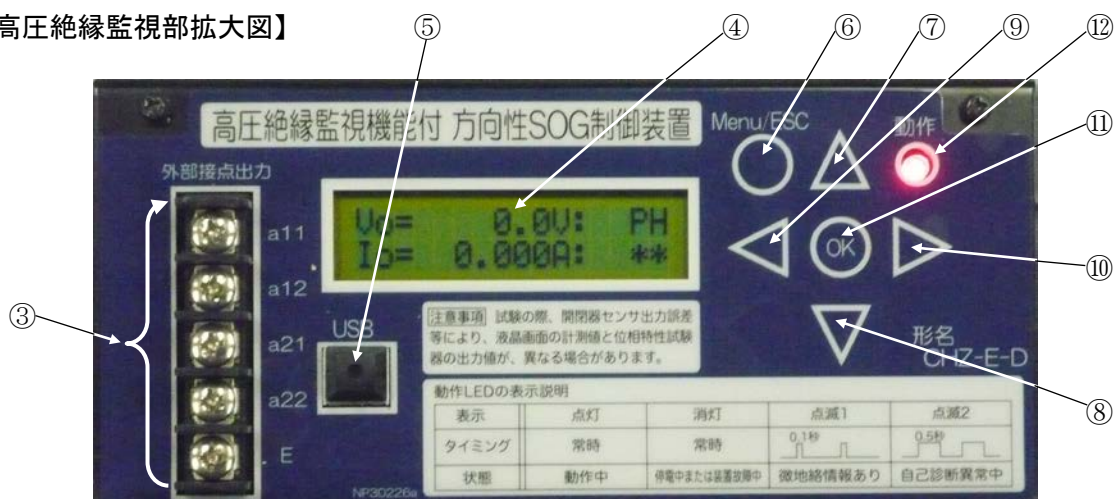 高圧絶縁監視部拡大図】
⑤
④
⑥
⑦
⑨
⑫
高圧絶縁監視機能付 方向性SOG制御装置
Menu/ESC
動作
⑪
外部接点出力
Vo= 0.0V: PH
Io= 0.000A: **
a11
OK
⑩
a12
③
注意事項 試験の際、開閉器センサ出力誤差
等により、液晶画面の計測値と位相特性試験
器の出力値が、異なる場合があります。
USB
a21
形名
CHZ-E-D
a22
⑧
動作LEDの表示説明
表示 点灯 消灯 点滅1 点滅2
タイミング 常時 常時 0.1秒 0.5秒
状態 動作中 停電中または装置故障中 微地絡情報あり 自己診断異常中
E
NP30226a